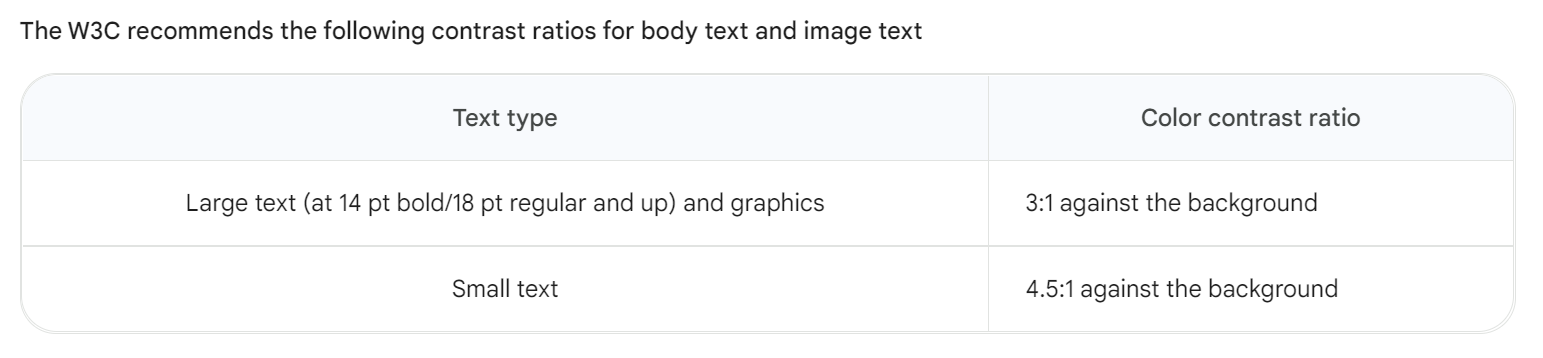 The W3C recommends the following contrast ratios for body text and image text
Text type
Color contrast ratio
Large text (at 14 pt bold/18 pt regular and up) and graphics
3:1 against the background
Small text
4.5:1 against the background